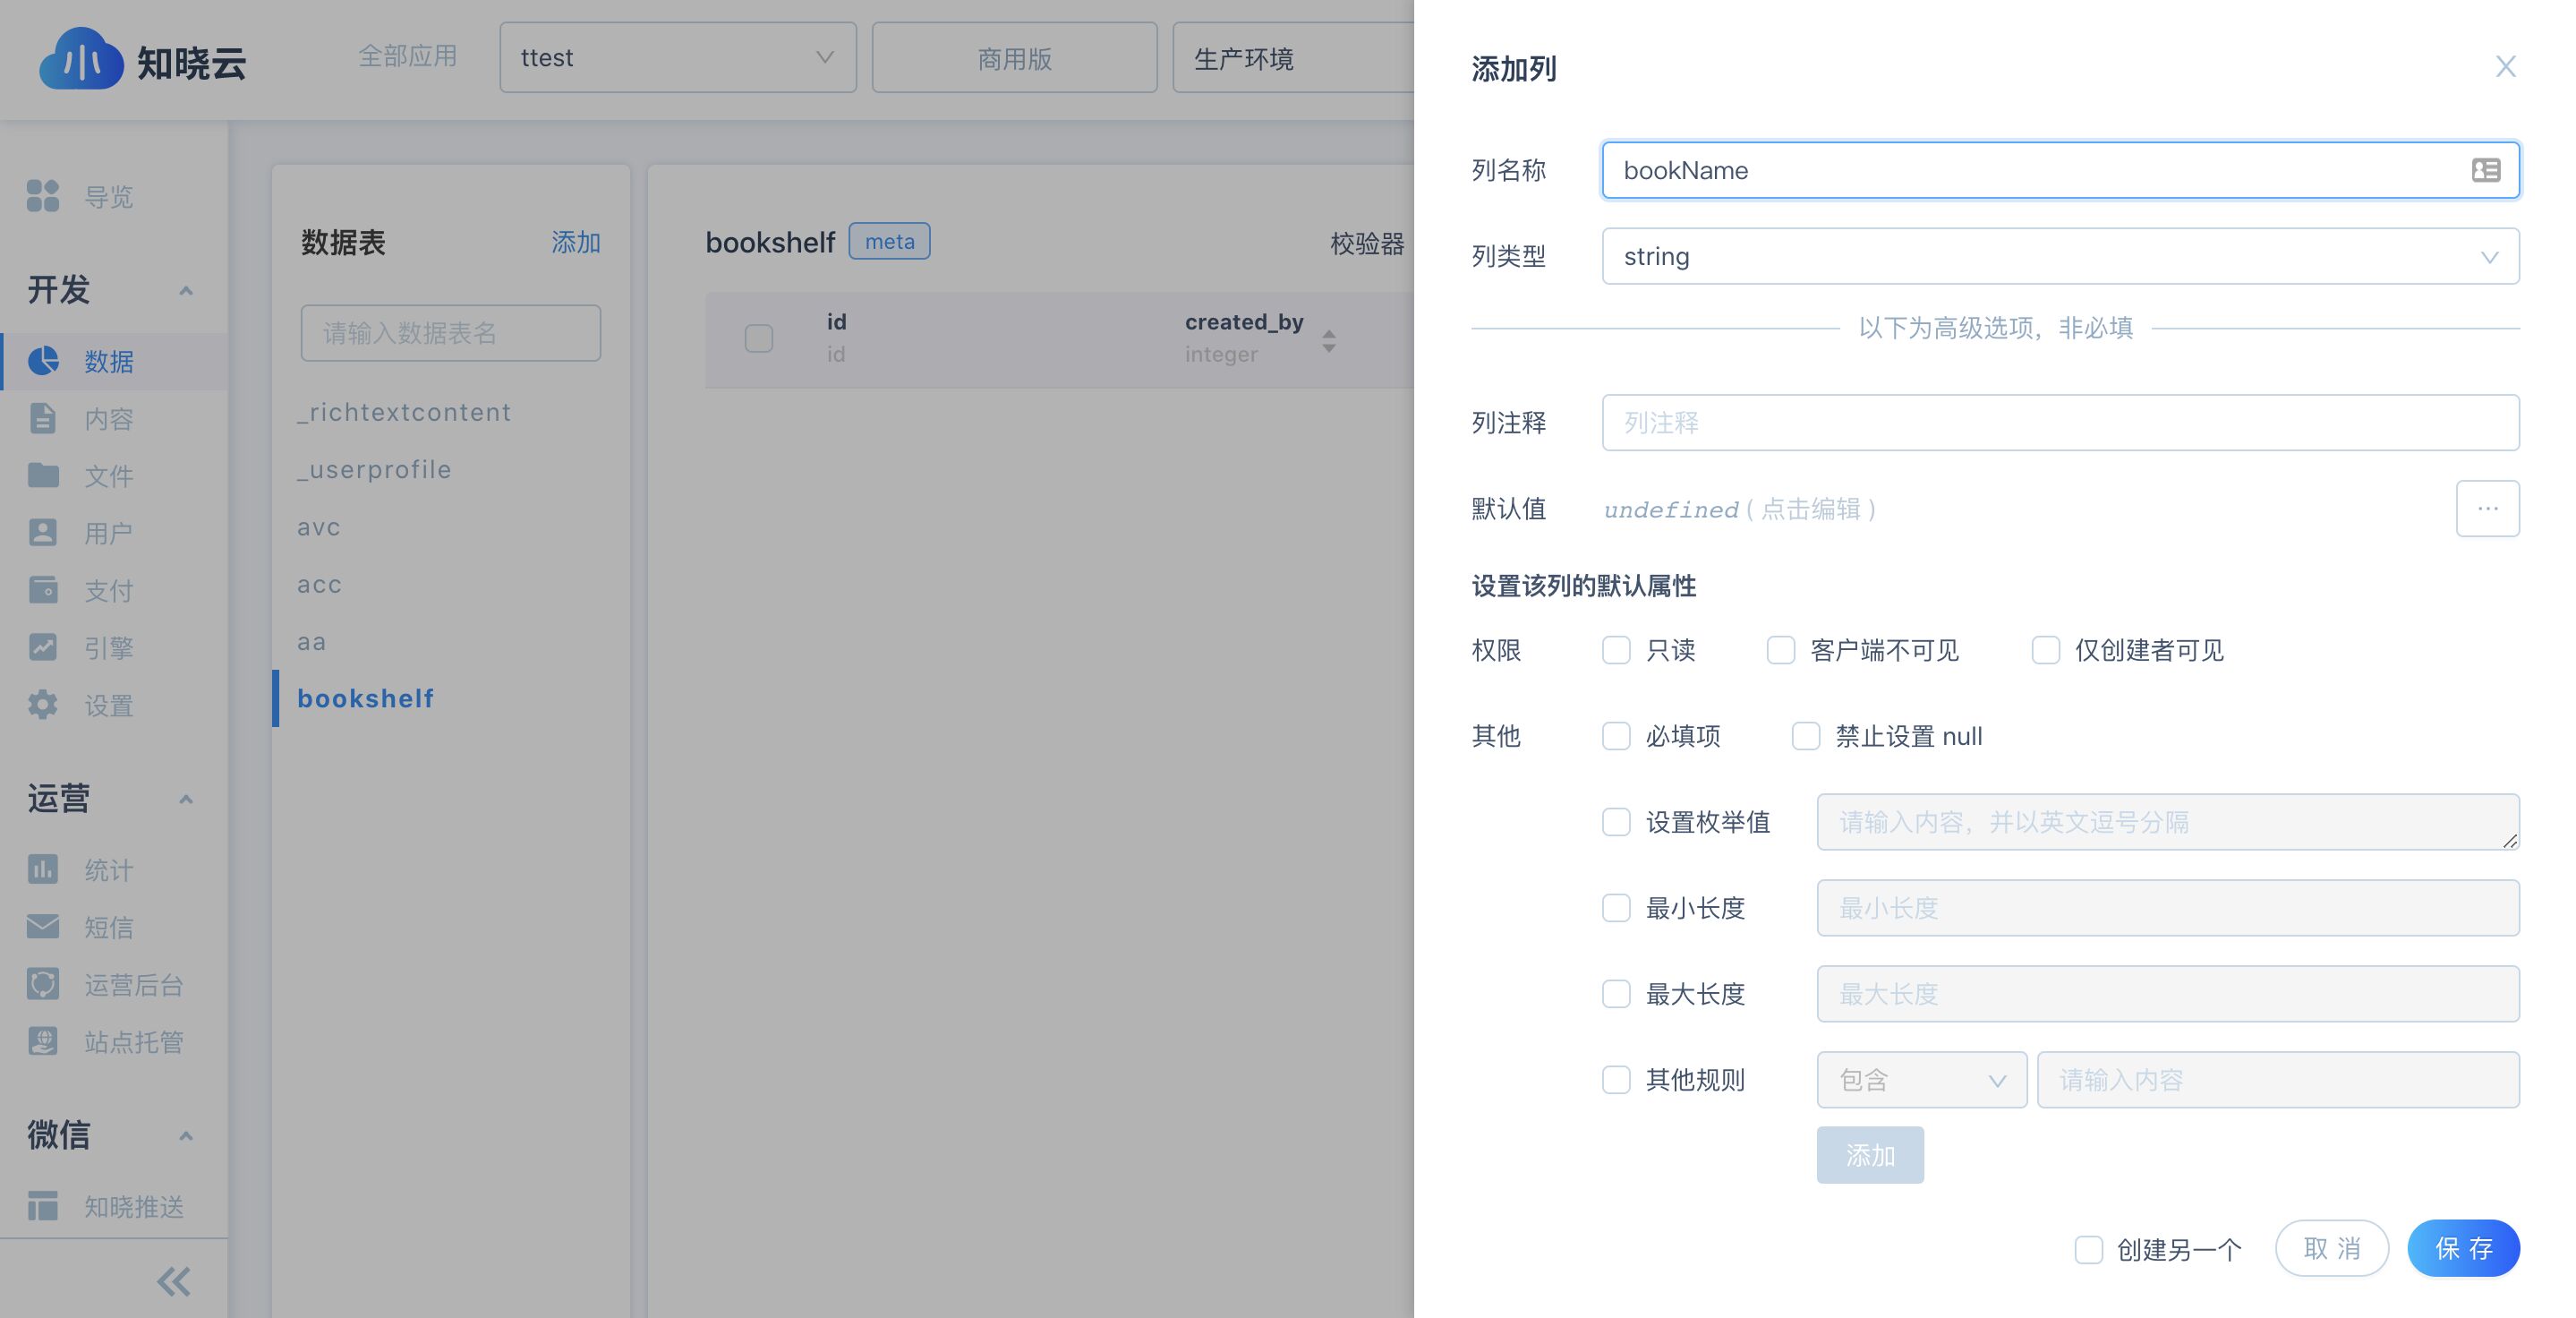 知晓云
全部应用
ttest
商用版
生产环境
导览
开发
数据
内容
文件
用户
支付
引擎
设置
运营
统计
短信
运营后台
站点托管
微信
知晓推送
数据表 添加
请输入数据表名
_richtextcontent
_userprofile
avc
acc
aa
bookshelf
bookshelf meta 校验器
id created_by
id integer
添加列
列名称 bookName
列类型 string
以下为高级选项，非必填
列注释 列注释
默认值 undefined ( 点击编辑 ) ...
设置该列的默认属性
权限 只读 客户端不可见 仅创建者可见
其他 必填项 禁止设置 null
设置枚举值 请输入内容，并以英文逗号分隔
最小长度 最小长度
最大长度 最大长度
其他规则 包含 请输入内容
添加
创建另一个 取 消 保 存